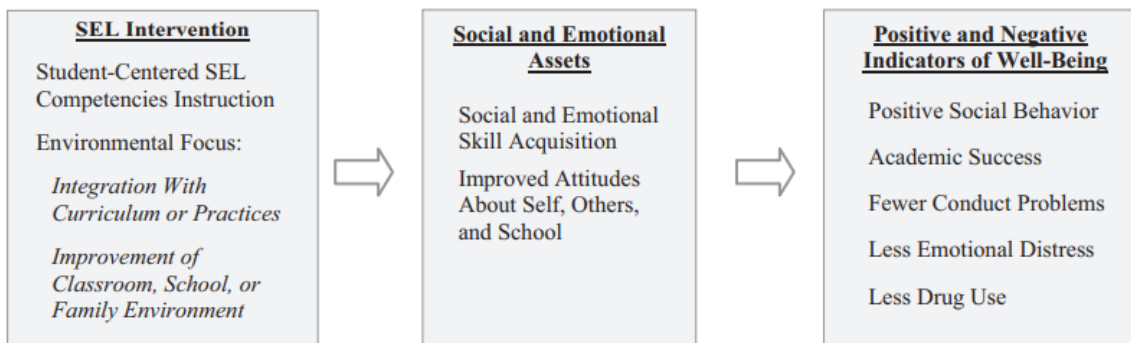 SEL Intervention
Student-Centered SEL
Competencies Instruction
Environmental Focus:
Integration With
Curriculum or Practices
Improvement of
Classroom, School, or
Family Environment
Social and Emotional
Assets
Social and Emotional
Skill Acquisition
Improved Attitudes
About Self, Others,
and School
Positive and Negative
Indicators of Well-Being
Positive Social Behavior
Academic Success
Fewer Conduct Problems
Less Emotional Distress
Less Drug Use